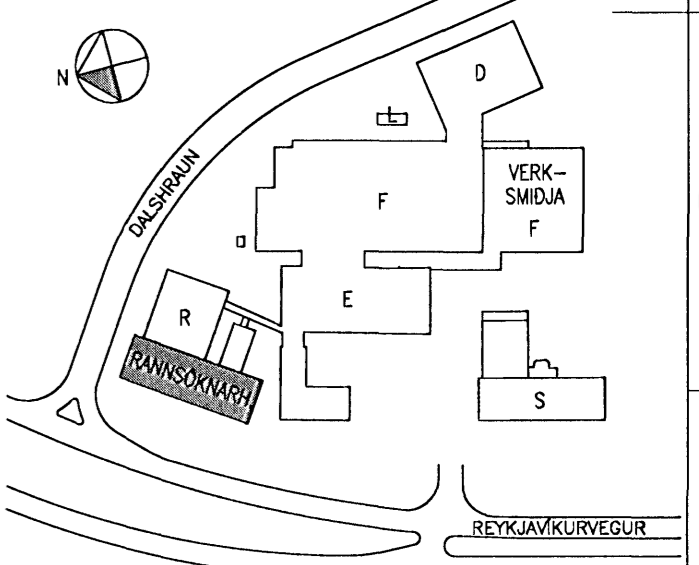 N
D
L
DALSHRAUN
VERK-
SMIDJA
F
F
E
R
RANNSÓKNARH.
S
REYKJAVÍKURVEGUR